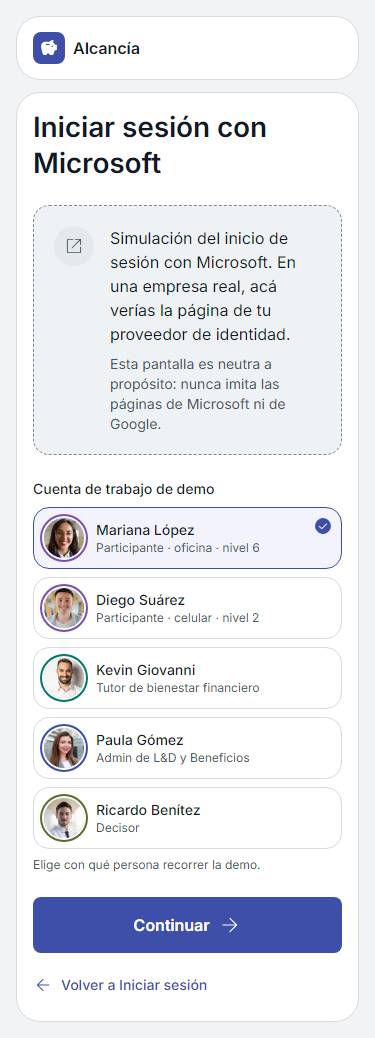 Alcancía
Iniciar sesión con
Microsoft
Simulación del inicio de
sesión con Microsoft. En
una empresa real, acá
verías la página de tu
proveedor de identidad.
Esta pantalla es neutra a
propósito: nunca imita las
páginas de Microsoft ni de
Google.
Cuenta de trabajo de demo
Mariana López
Participante · oficina · nivel 6
Diego Suárez
Participante · celular · nivel 2
Kevin Giovanni
Tutor de bienestar financiero
Paula Gómez
Admin de L&D y Beneficios
Ricardo Benítez
Decisor
Elige con qué persona recorrer la demo.
Continuar
Volver a Iniciar sesión